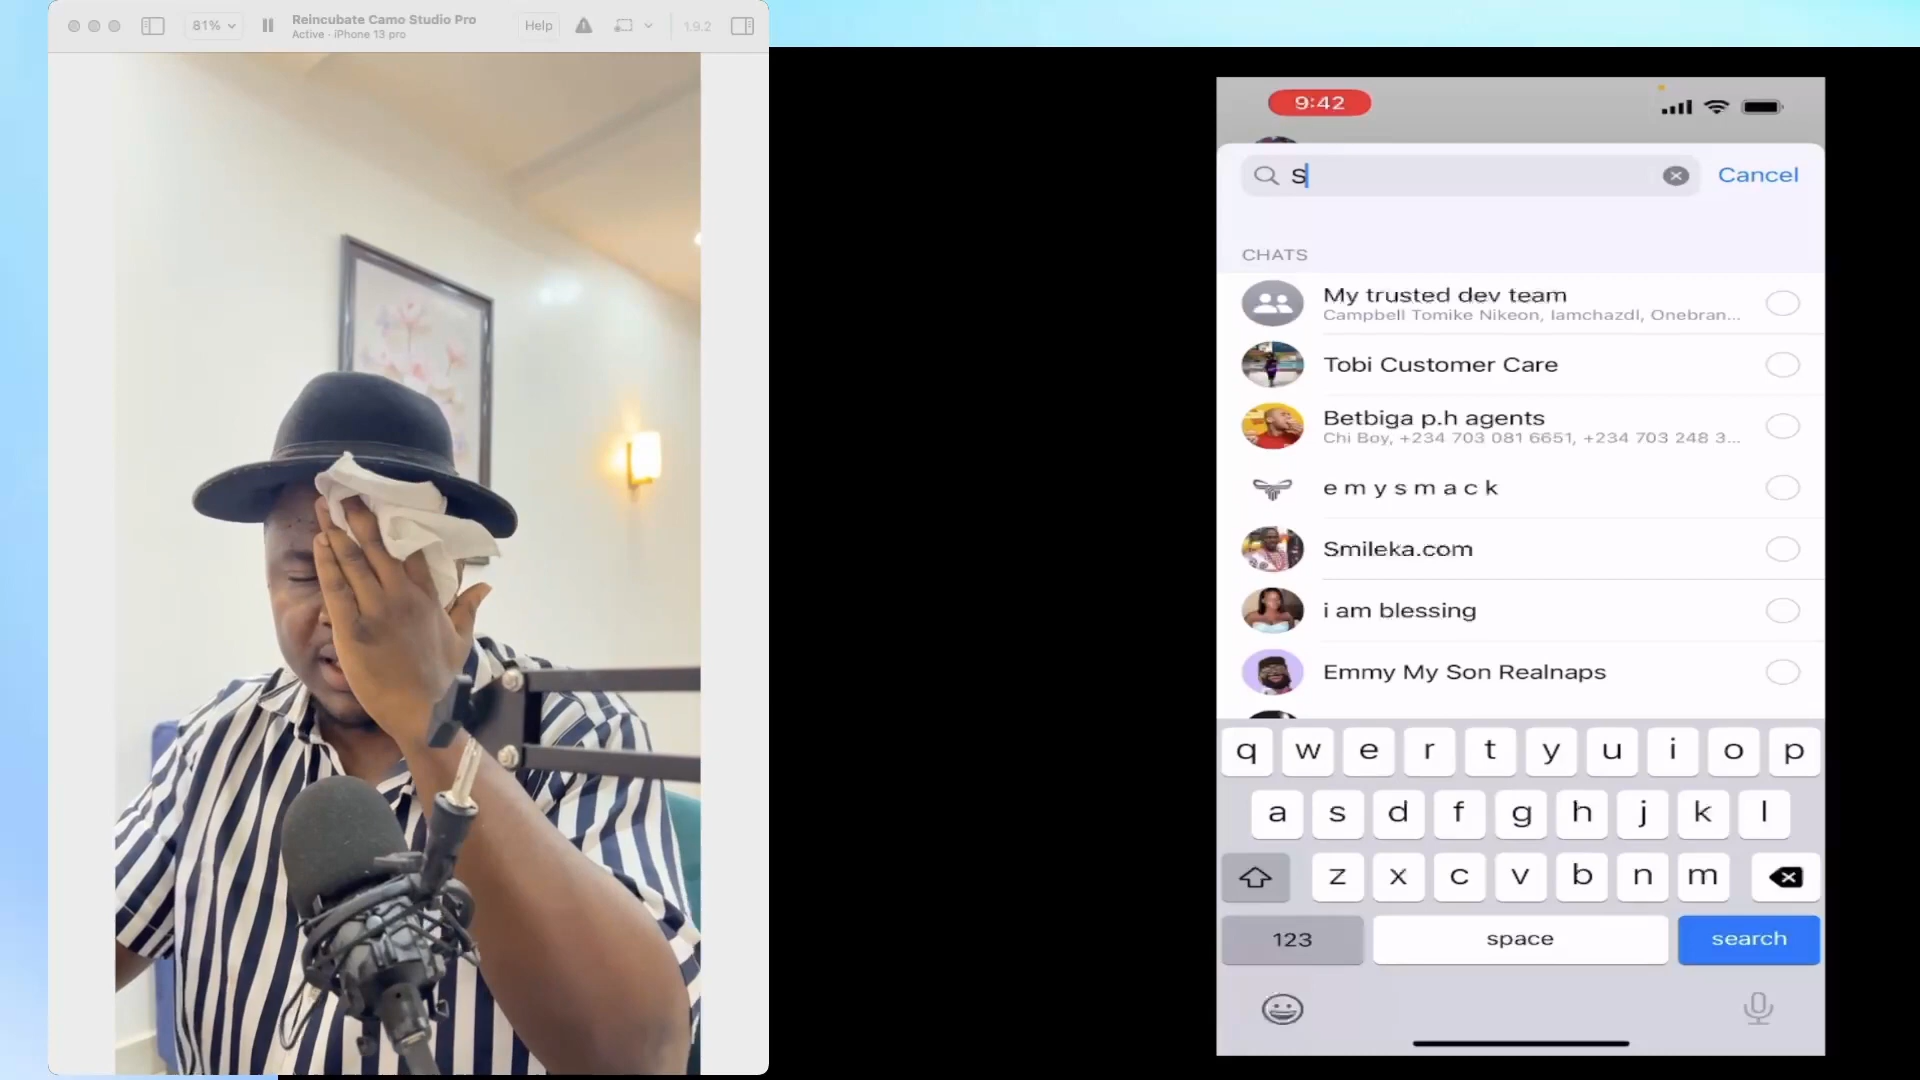 81%
Reincubate Camo Studio Pro
Active - iPhone 13 pro
Help
1.9.2
9:42
S
Cancel
CHATS
My trusted dev team
Campbell Tomike Nikeon, Iamchazdl, Onebran...
Tobi Customer Care
Betbiga p.h agents
Chi Boy, +234 703 081 6651, +234 703 248 3...
e m y s m a c k
Smileka.com
i am blessing
Emmy My Son Realnaps
q w e r t y u i o p
a s d f g h j k l
z x c v b n m
123 space search